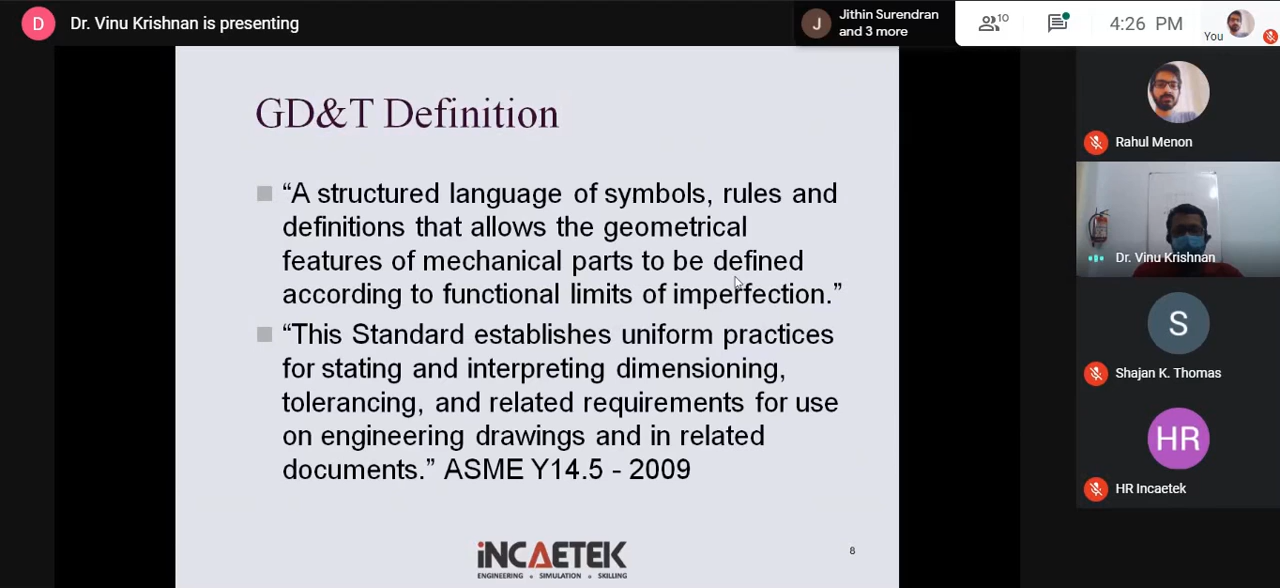 D
Dr. Vinu Krishnan is presenting
J
Jithin Surendran
and 3 more
10
4:26 PM
You
GD&T Definition
“A structured language of symbols, rules and
definitions that allows the geometrical
features of mechanical parts to be defined
according to functional limits of imperfection.”
“This Standard establishes uniform practices
for stating and interpreting dimensioning,
tolerancing, and related requirements for use
on engineering drawings and in related
documents.” ASME Y14.5 - 2009
iNCAETEK
ENGINEERING • SIMULATION • SKILLING
8
Rahul Menon
Dr. Vinu Krishnan
S
Shajan K. Thomas
HR
HR Incaetek